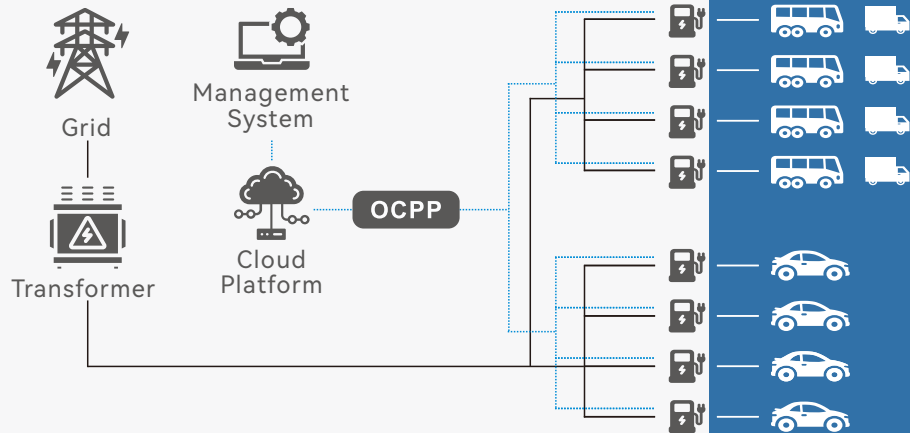 Grid
Management
System
Transformer
Cloud
Platform
OCPP